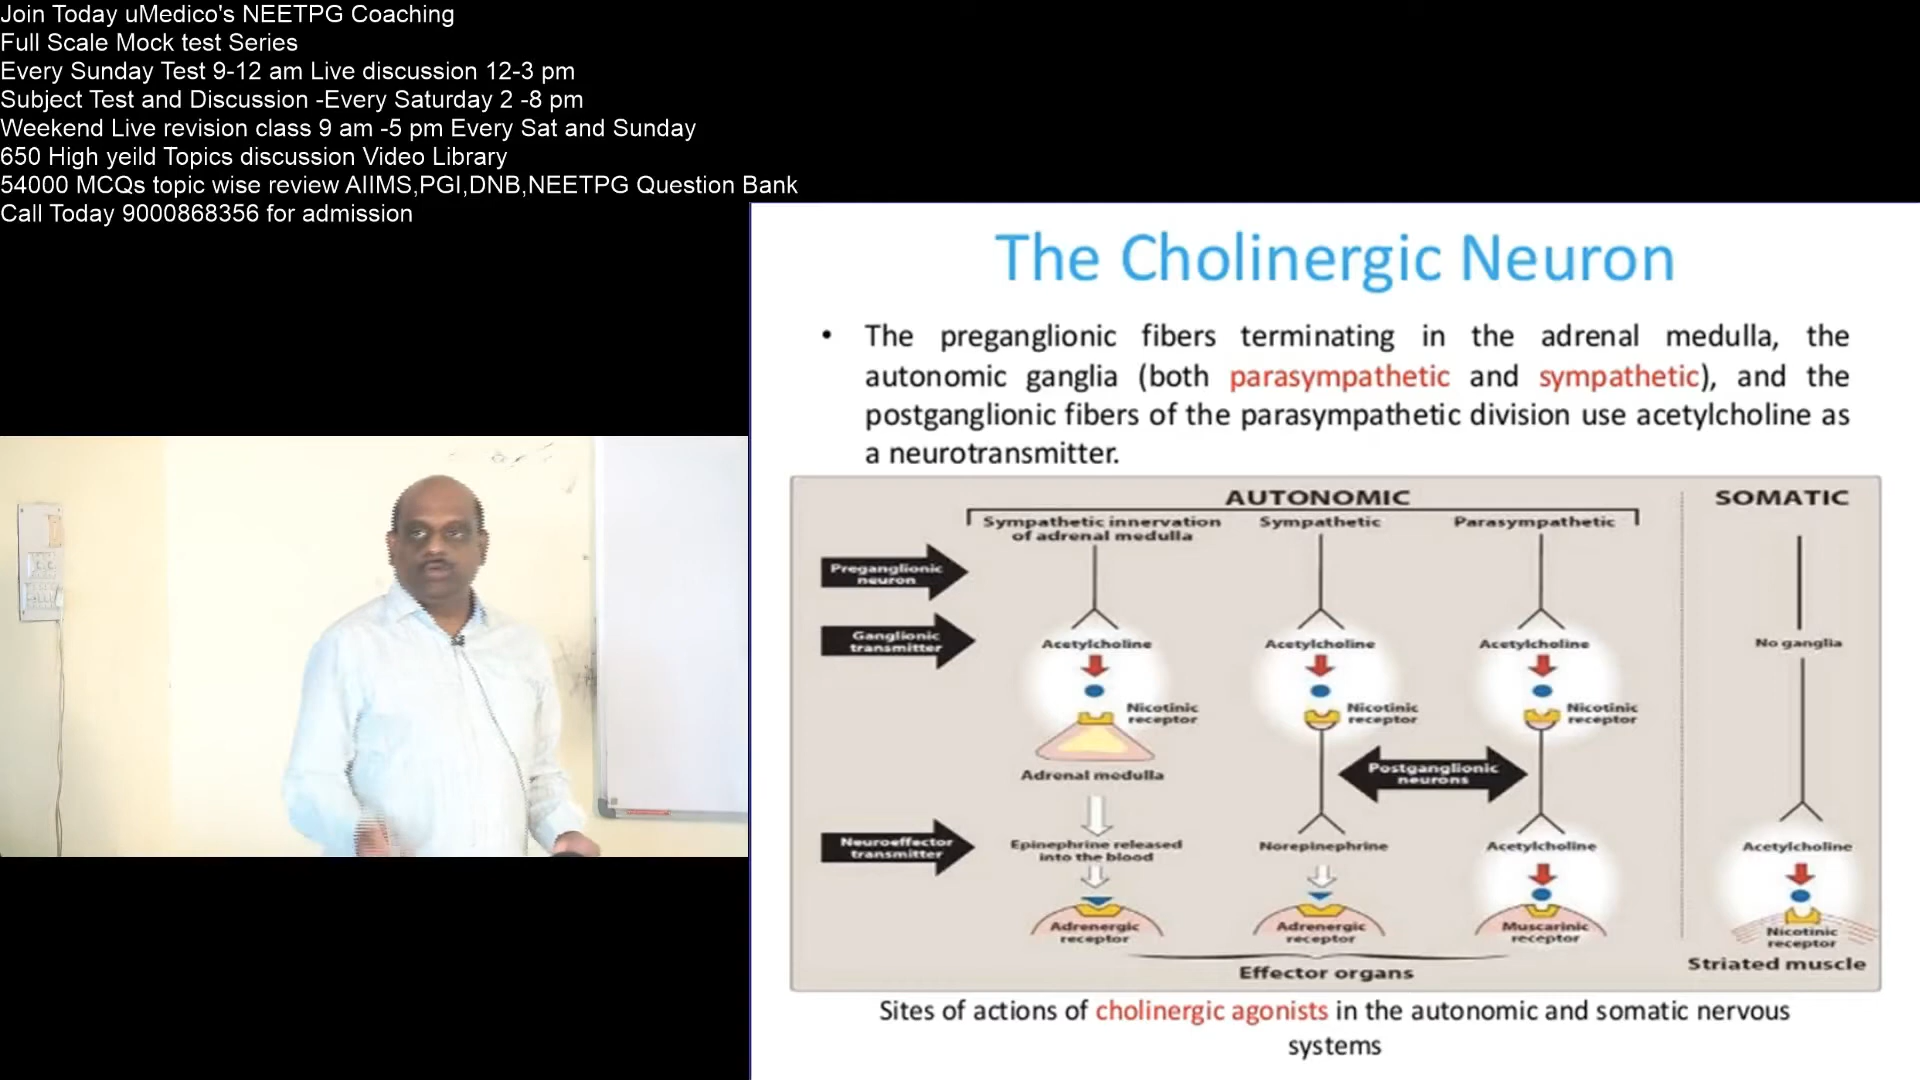 Join Today uMedico's NEETPG Coaching
Full Scale Mock test Series
Every Sunday Test 9-12 am Live discussion 12-3 pm
Subject Test and Discussion -Every Saturday 2 -8 pm
Weekend Live revision class 9 am -5 pm Every Sat and Sunday
650 High yeild Topics discussion Video Library
54000 MCQs topic wise review AIIMS,PGI,DNB,NEETPG Question Bank
Call Today 9000868356 for admission
The Cholinergic Neuron
• The preganglionic fibers terminating in the adrenal medulla, the
autonomic ganglia (both parasympathetic and sympathetic), and the
postganglionic fibers of the parasympathetic division use acetylcholine as
a neurotransmitter.
AUTONOMIC
SOMATIC
Sympathetic innervation
of adrenal medulla
Sympathetic
Parasympathetic
Preganglionic
neuron
Ganglionic
transmitter
Acetylcholine
Acetylcholine
Acetylcholine
No ganglia
Nicotinic
receptor
Nicotinic
receptor
Nicotinic
receptor
Adrenal medulla
Postganglionic
neurons
Neuroeffector
transmitter
Epinephrine released
into the blood
Norepinephrine
Acetylcholine
Acetylcholine
Adrenergic
receptor
Adrenergic
receptor
Muscarinic
receptor
Nicotinic
receptor
Striated muscle
Effector organs
Sites of actions of cholinergic agonists in the autonomic and somatic nervous
systems